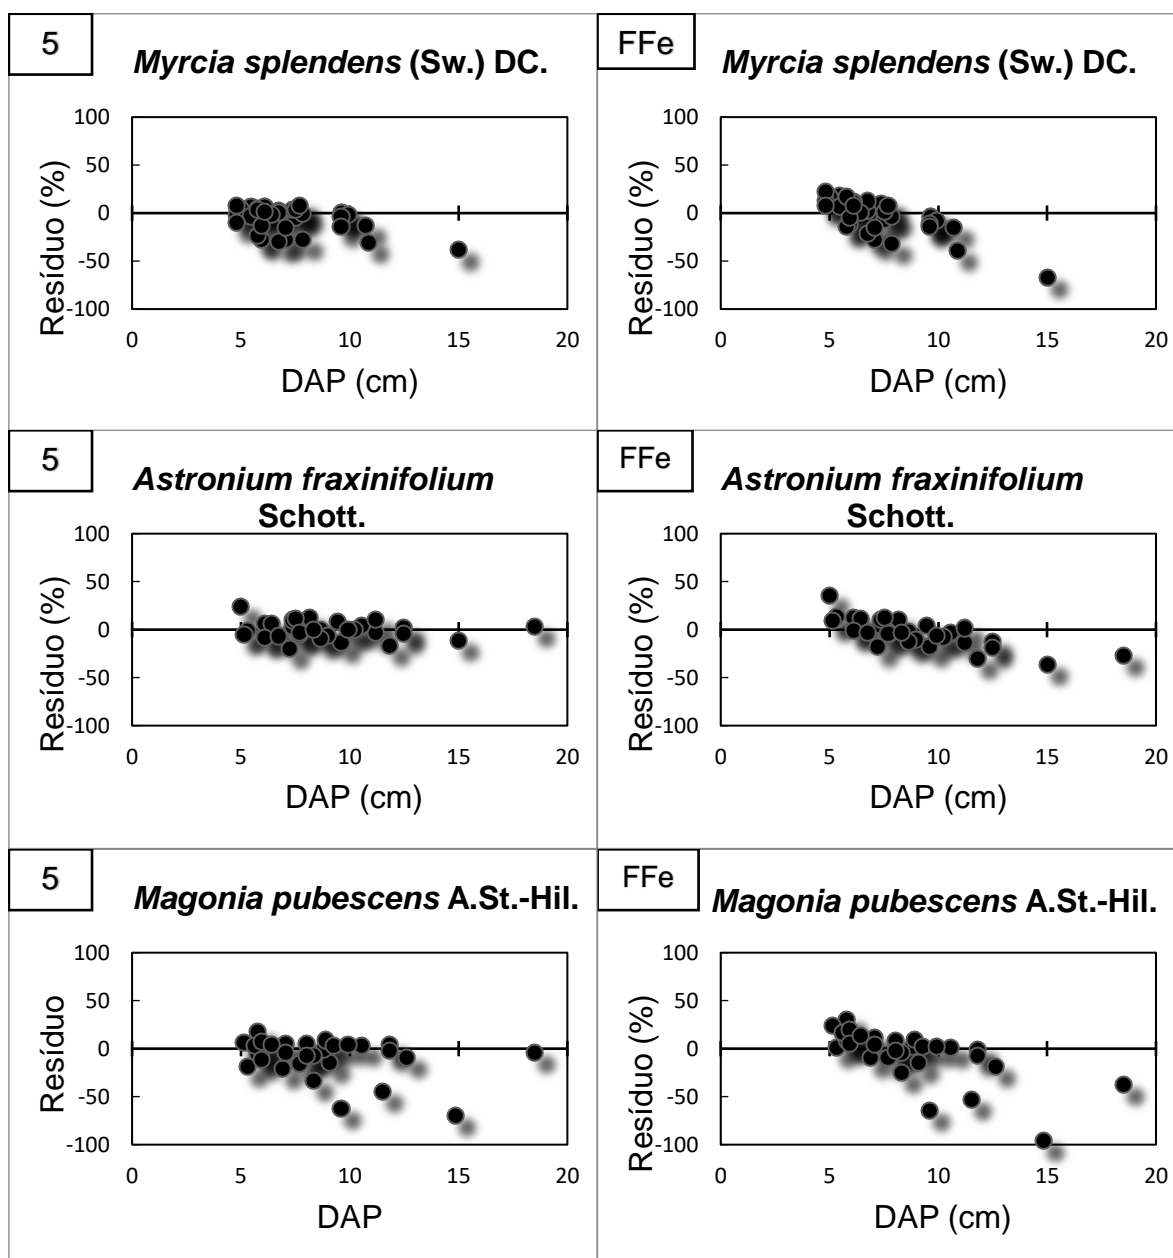 5
Myrcia splendens (Sw.) DC.
100
50
0
-50
-100
Resíduo (%)
0 5 10 15 20
DAP (cm)
FFe
Myrcia splendens (Sw.) DC.
100
50
0
-50
-100
Resíduo (%)
0 5 10 15 20
DAP (cm)
5
Astronium fraxinifolium
Schott.
100
50
0
-50
-100
Resíduo (%)
0 5 10 15 20
DAP (cm)
FFe
Astronium fraxinifolium
Schott.
100
50
0
-50
-100
Resíduo (%)
0 5 10 15 20
DAP (cm)
5
Magonia pubescens A.St.-Hil.
100
50
0
-50
-100
Resíduo
0 5 10 15 20
DAP
FFe
Magonia pubescens A.St.-Hil.
100
50
0
-50
-100
Resíduo (%)
0 5 10 15 20
DAP (cm)